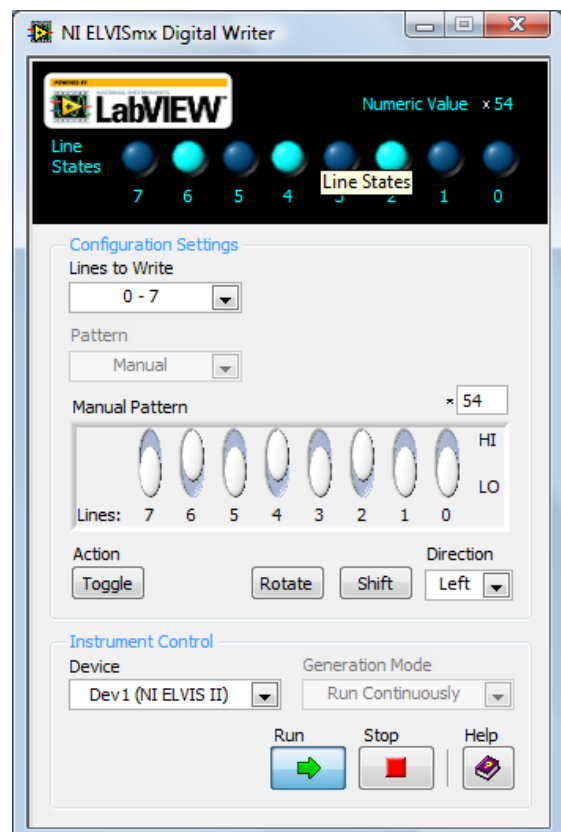 NI ELVISmx Digital Writer
LabVIEW
Numeric Value x 54
Line
States
Line States
7 6 5 4 3 2 1 0
Configuration Settings
Lines to Write
0 - 7
Pattern
Manual
Manual Pattern x 54
HI
LO
Lines: 7 6 5 4 3 2 1 0
Action
Direction
Toggle Rotate Shift Left
Instrument Control
Device Generation Mode
Dev1 (NI ELVIS II) Run Continuously
Run Stop Help